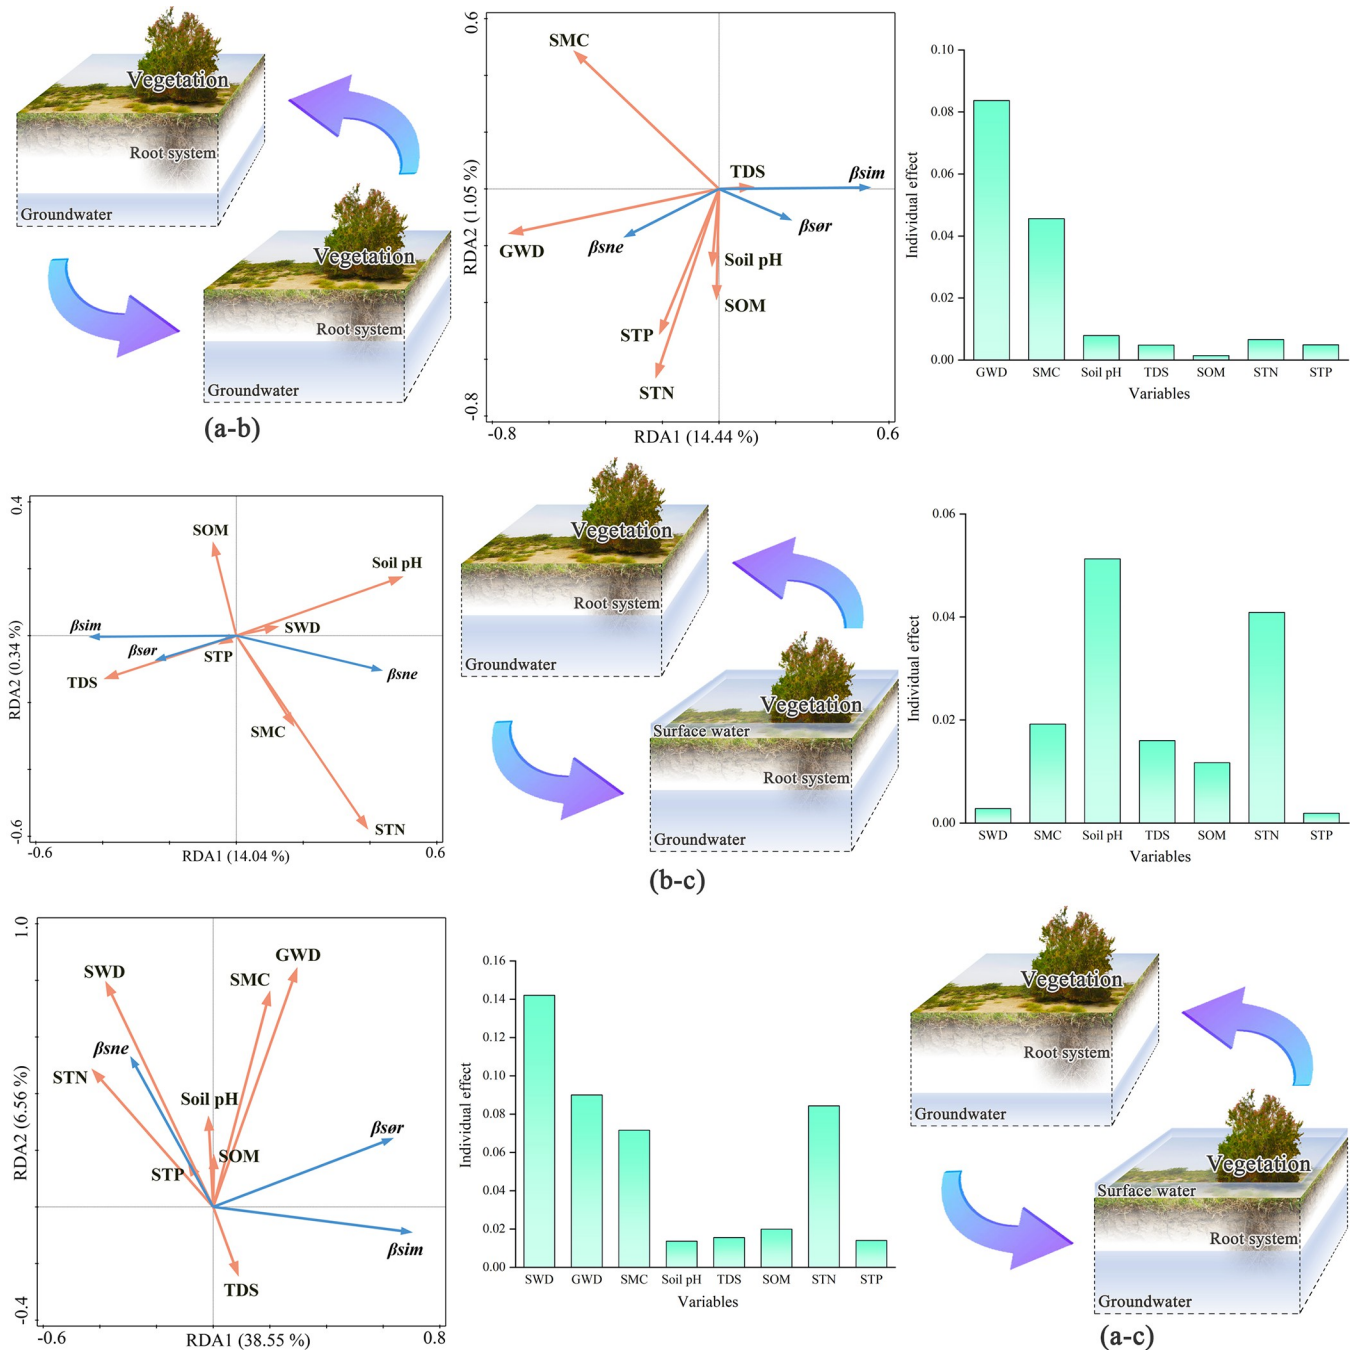 Vegetation
Root system
Groundwater
Vegetation
Root system
Groundwater
(a-b)
0.6
SMC
TDS
βsim
βsør
βsne
GWD
Soil pH
SOM
STP
STN
RDA2 (1.05 %)
-0.8
-0.8
RDA1 (14.44 %)
0.6
0.10
0.08
0.06
0.04
0.02
0.00
Individual effect
GWD SMC Soil pH TDS SOM STN STP
Variables
0.4
SOM
Soil pH
SWD
βsim
βsør
STP
TDS
βsne
SMC
STN
RDA2 (0.34 %)
-0.6
-0.6
RDA1 (14.04 %)
0.6
Vegetation
Root system
Groundwater
Vegetation
Surface water
Root system
Groundwater
(b-c)
0.06
0.04
0.02
0.00
Individual effect
SWD SMC Soil pH TDS SOM STN STP
Variables
1.0
SWD
SMC
GWD
βsne
STN
Soil pH
βsør
STP
SOM
βsim
TDS
RDA2 (6.56 %)
-0.4
-0.6
RDA1 (38.55 %)
0.8
0.16
0.14
0.12
0.10
0.08
0.06
0.04
0.02
0.00
Individual effect
SWD GWD SMC Soil pH TDS SOM STN STP
Variables
Vegetation
Root system
Groundwater
Vegetation
Surface water
Root system
Groundwater
(a-c)